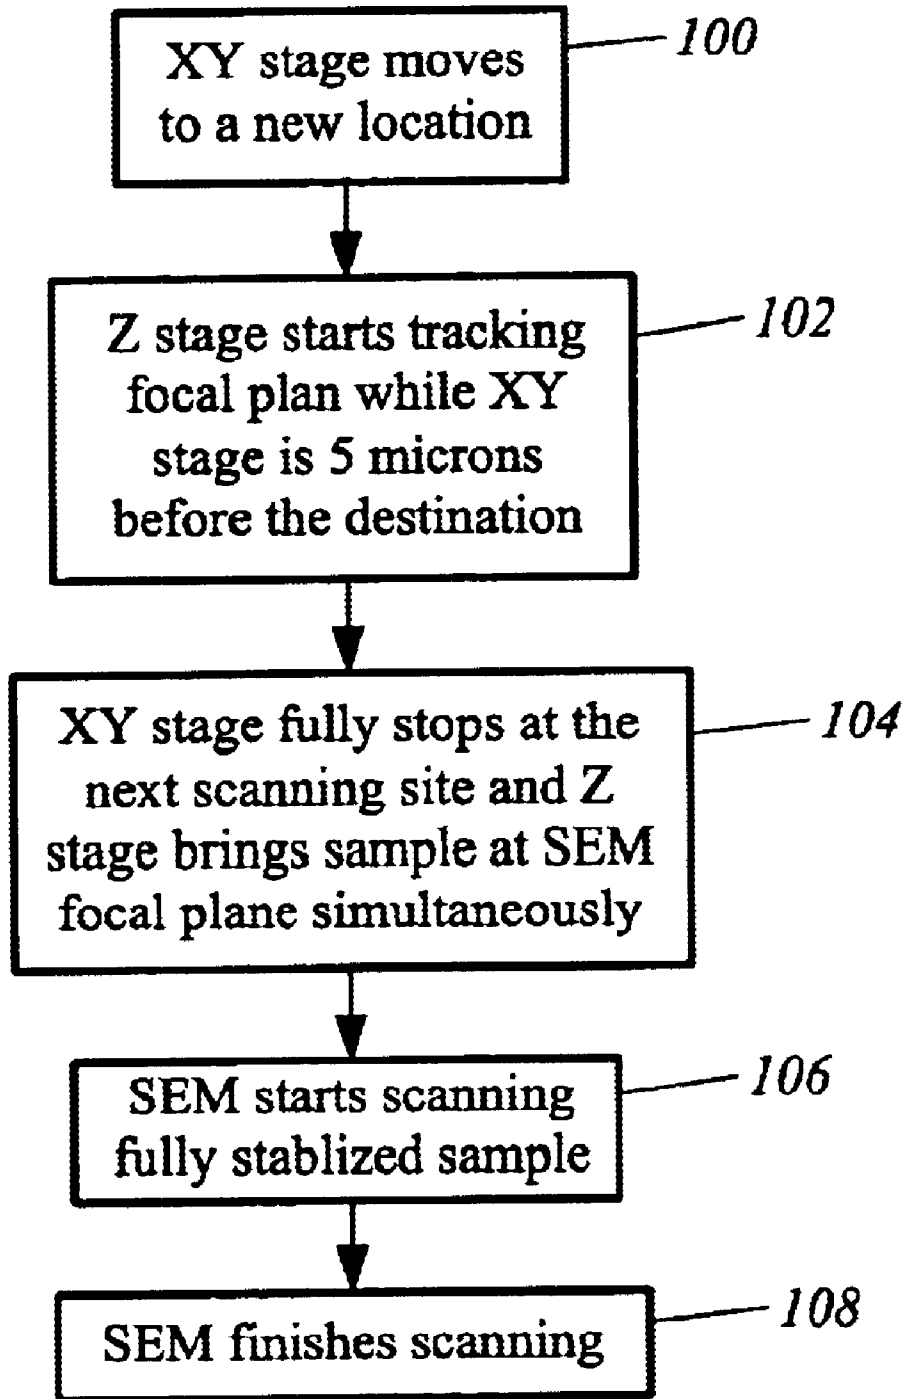 XY stage moves
to a new location
100
Z stage starts tracking
focal plan while XY
stage is 5 microns
before the destination
102
XY stage fully stops at the
next scanning site and Z
stage brings sample at SEM
focal plane simultaneously
104
SEM starts scanning
fully stablized sample
106
SEM finishes scanning
108